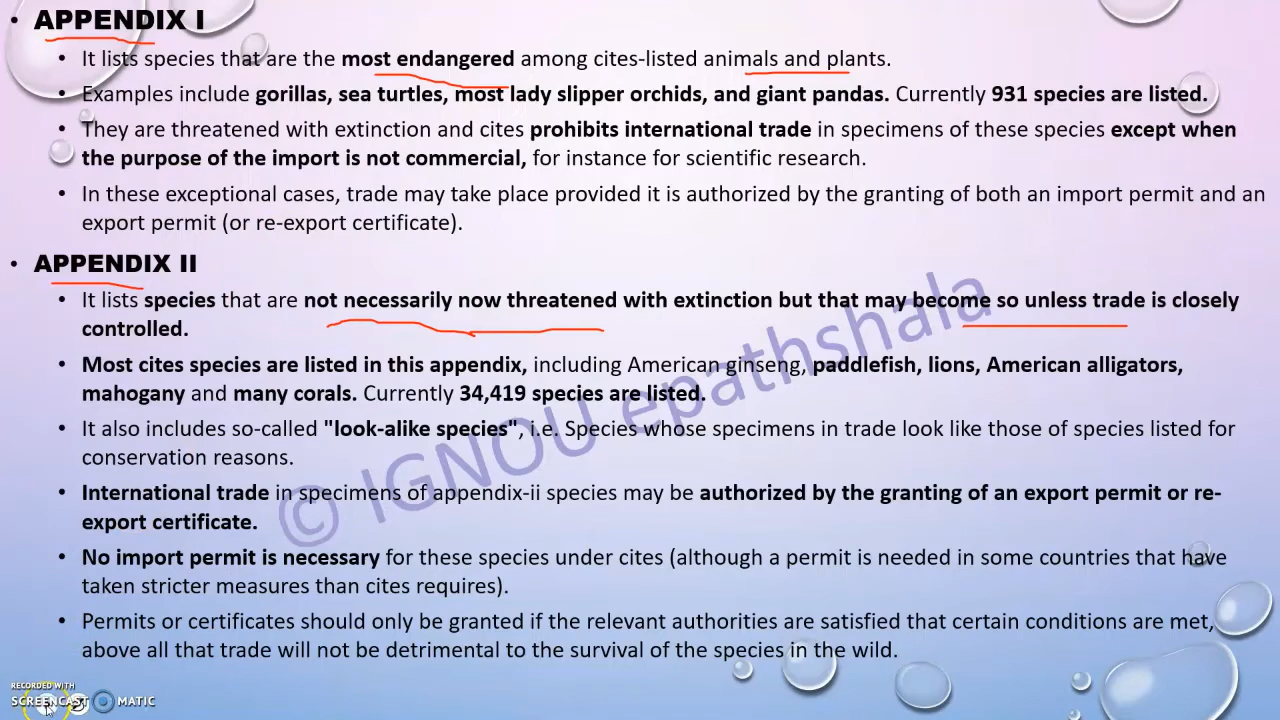 • APPENDIX I
• It lists species that are the most endangered among cites-listed animals and plants.
• Examples include gorillas, sea turtles, most lady slipper orchids, and giant pandas. Currently 931 species are listed.
• They are threatened with extinction and cites prohibits international trade in specimens of these species except when
the purpose of the import is not commercial, for instance for scientific research.
• In these exceptional cases, trade may take place provided it is authorized by the granting of both an import permit and an
export permit (or re-export certificate).
• APPENDIX II
• It lists species that are not necessarily now threatened with extinction but that may become so unless trade is closely
controlled.
• Most cites species are listed in this appendix, including American ginseng, paddlefish, lions, American alligators,
mahogany and many corals. Currently 34,419 species are listed.
• It also includes so-called "look-alike species", i.e. Species whose specimens in trade look like those of species listed for
conservation reasons.
• International trade in specimens of appendix-ii species may be authorized by the granting of an export permit or re-
export certificate.
• No import permit is necessary for these species under cites (although a permit is needed in some countries that have
taken stricter measures than cites requires).
• Permits or certificates should only be granted if the relevant authorities are satisfied that certain conditions are met,
above all that trade will not be detrimental to the survival of the species in the wild.
© IGNOU epathshala
RECORDED WITH
SCREENCAST MATIC